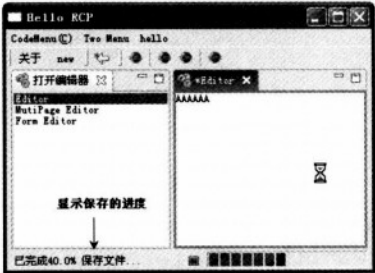 Hello RCP
CodeMenu(C) Two Menu hello
关于 new
打开编辑器
*Editor
Editor
MutiPage Editor
Form Editor
AAAAAA
显示保存的进度
已完成40.0% 保存文件...